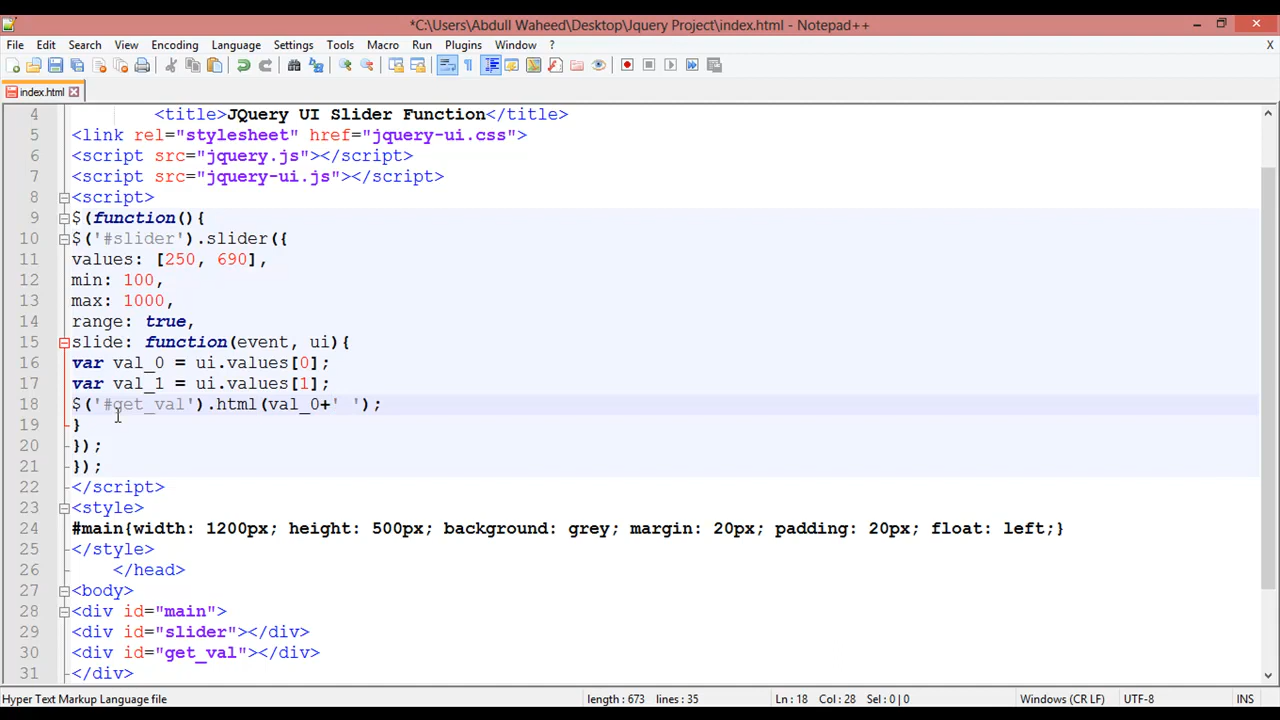 *C:\Users\Abdull Waheed\Desktop\Jquery Project\index.html - Notepad++
File Edit Search View Encoding Language Settings Tools Macro Run Plugins Window ? X
index.html
4 <title>JQuery UI Slider Function</title>
5 <link rel="stylesheet" href="jquery-ui.css">
6 <script src="jquery.js"></script>
7 <script src="jquery-ui.js"></script>
8 <script>
9 $(function(){
10 $('#slider').slider({
11 values: [250, 690],
12 min: 100,
13 max: 1000,
14 range: true,
15 slide: function(event, ui){
16 var val_0 = ui.values[0];
17 var val_1 = ui.values[1];
18 $('#get_val').html(val_0+' ');
19 }
20 });
21 });
22 </script>
23 <style>
24 #main{width: 1200px; height: 500px; background: grey; margin: 20px; padding: 20px; float: left;}
25 </style>
26 </head>
27 <body>
28 <div id="main">
29 <div id="slider"></div>
30 <div id="get_val"></div>
31 </div>
Hyper Text Markup Language file length : 673 lines : 35 Ln : 18 Col : 28 Sel : 0 | 0 Windows (CR LF) UTF-8 INS